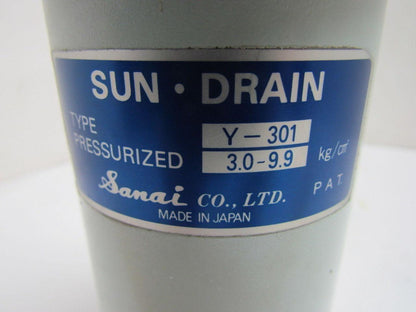 SUN · DRAIN
TYPE Y-301
PRESSURIZED 3.0-9.9 kg/cm²
Sanai CO., LTD. PAT.
MADE IN JAPAN